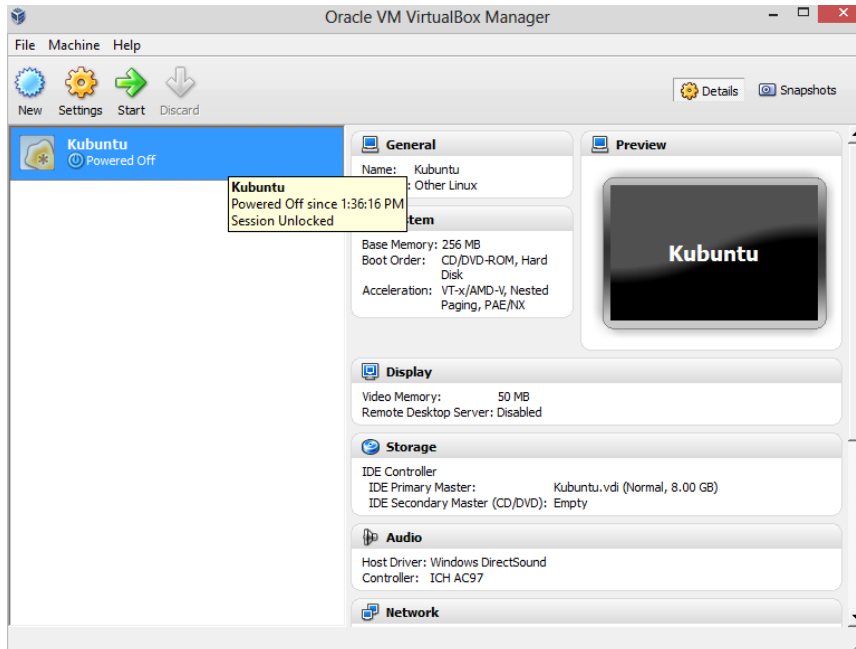 Oracle VM VirtualBox Manager
File Machine Help
New Settings Start Discard
Details Snapshots
Kubuntu
Powered Off
Kubuntu
Powered Off since 1:36:16 PM
Session Unlocked
General
Name: Kubuntu
: Other Linux
tem
Base Memory: 256 MB
Boot Order: CD/DVD-ROM, Hard
Disk
Acceleration: VT-x/AMD-V, Nested
Paging, PAE/NX
Preview
Kubuntu
Display
Video Memory: 50 MB
Remote Desktop Server: Disabled
Storage
IDE Controller
IDE Primary Master: Kubuntu.vdi (Normal, 8.00 GB)
IDE Secondary Master (CD/DVD): Empty
Audio
Host Driver: Windows DirectSound
Controller: ICH AC97
Network